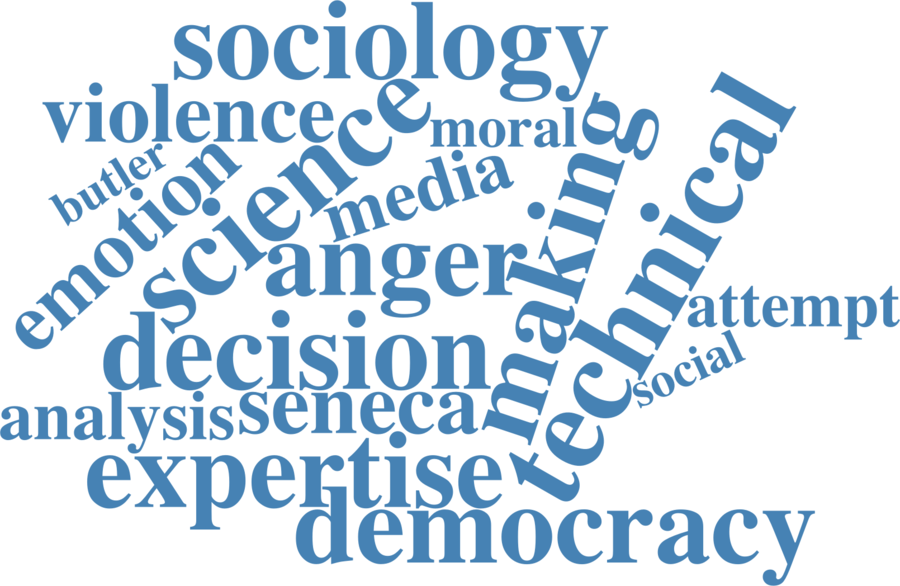 sociology
violence
science
moral
making
technical
butler
emotion
media
anger
attempt
decision
social
analysis
seneca
expertise
democracy